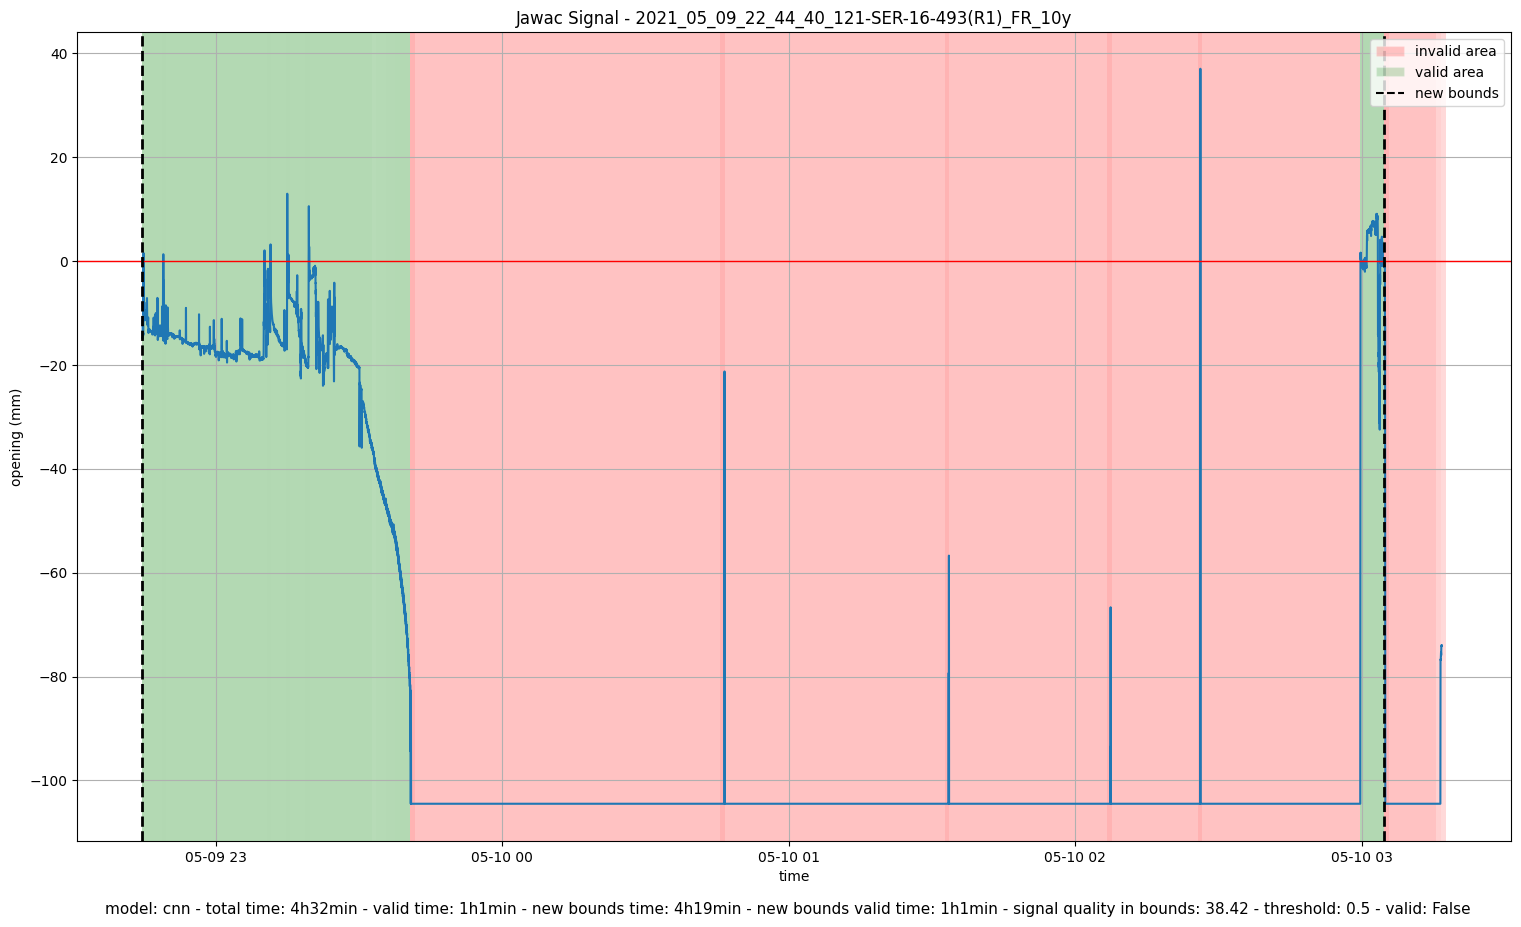 Jawac Signal - 2021_05_09_22_44_40_121-SER-16-493(R1)_FR_10y
invalid area
valid area
new bounds
opening (mm)
40
20
0
−20
−40
−60
−80
−100
05-09 23
05-10 00
05-10 01
05-10 02
05-10 03
time
model: cnn - total time: 4h32min - valid time: 1h1min - new bounds time: 4h19min - new bounds valid time: 1h1min - signal quality in bounds: 38.42 - threshold: 0.5 - valid: False